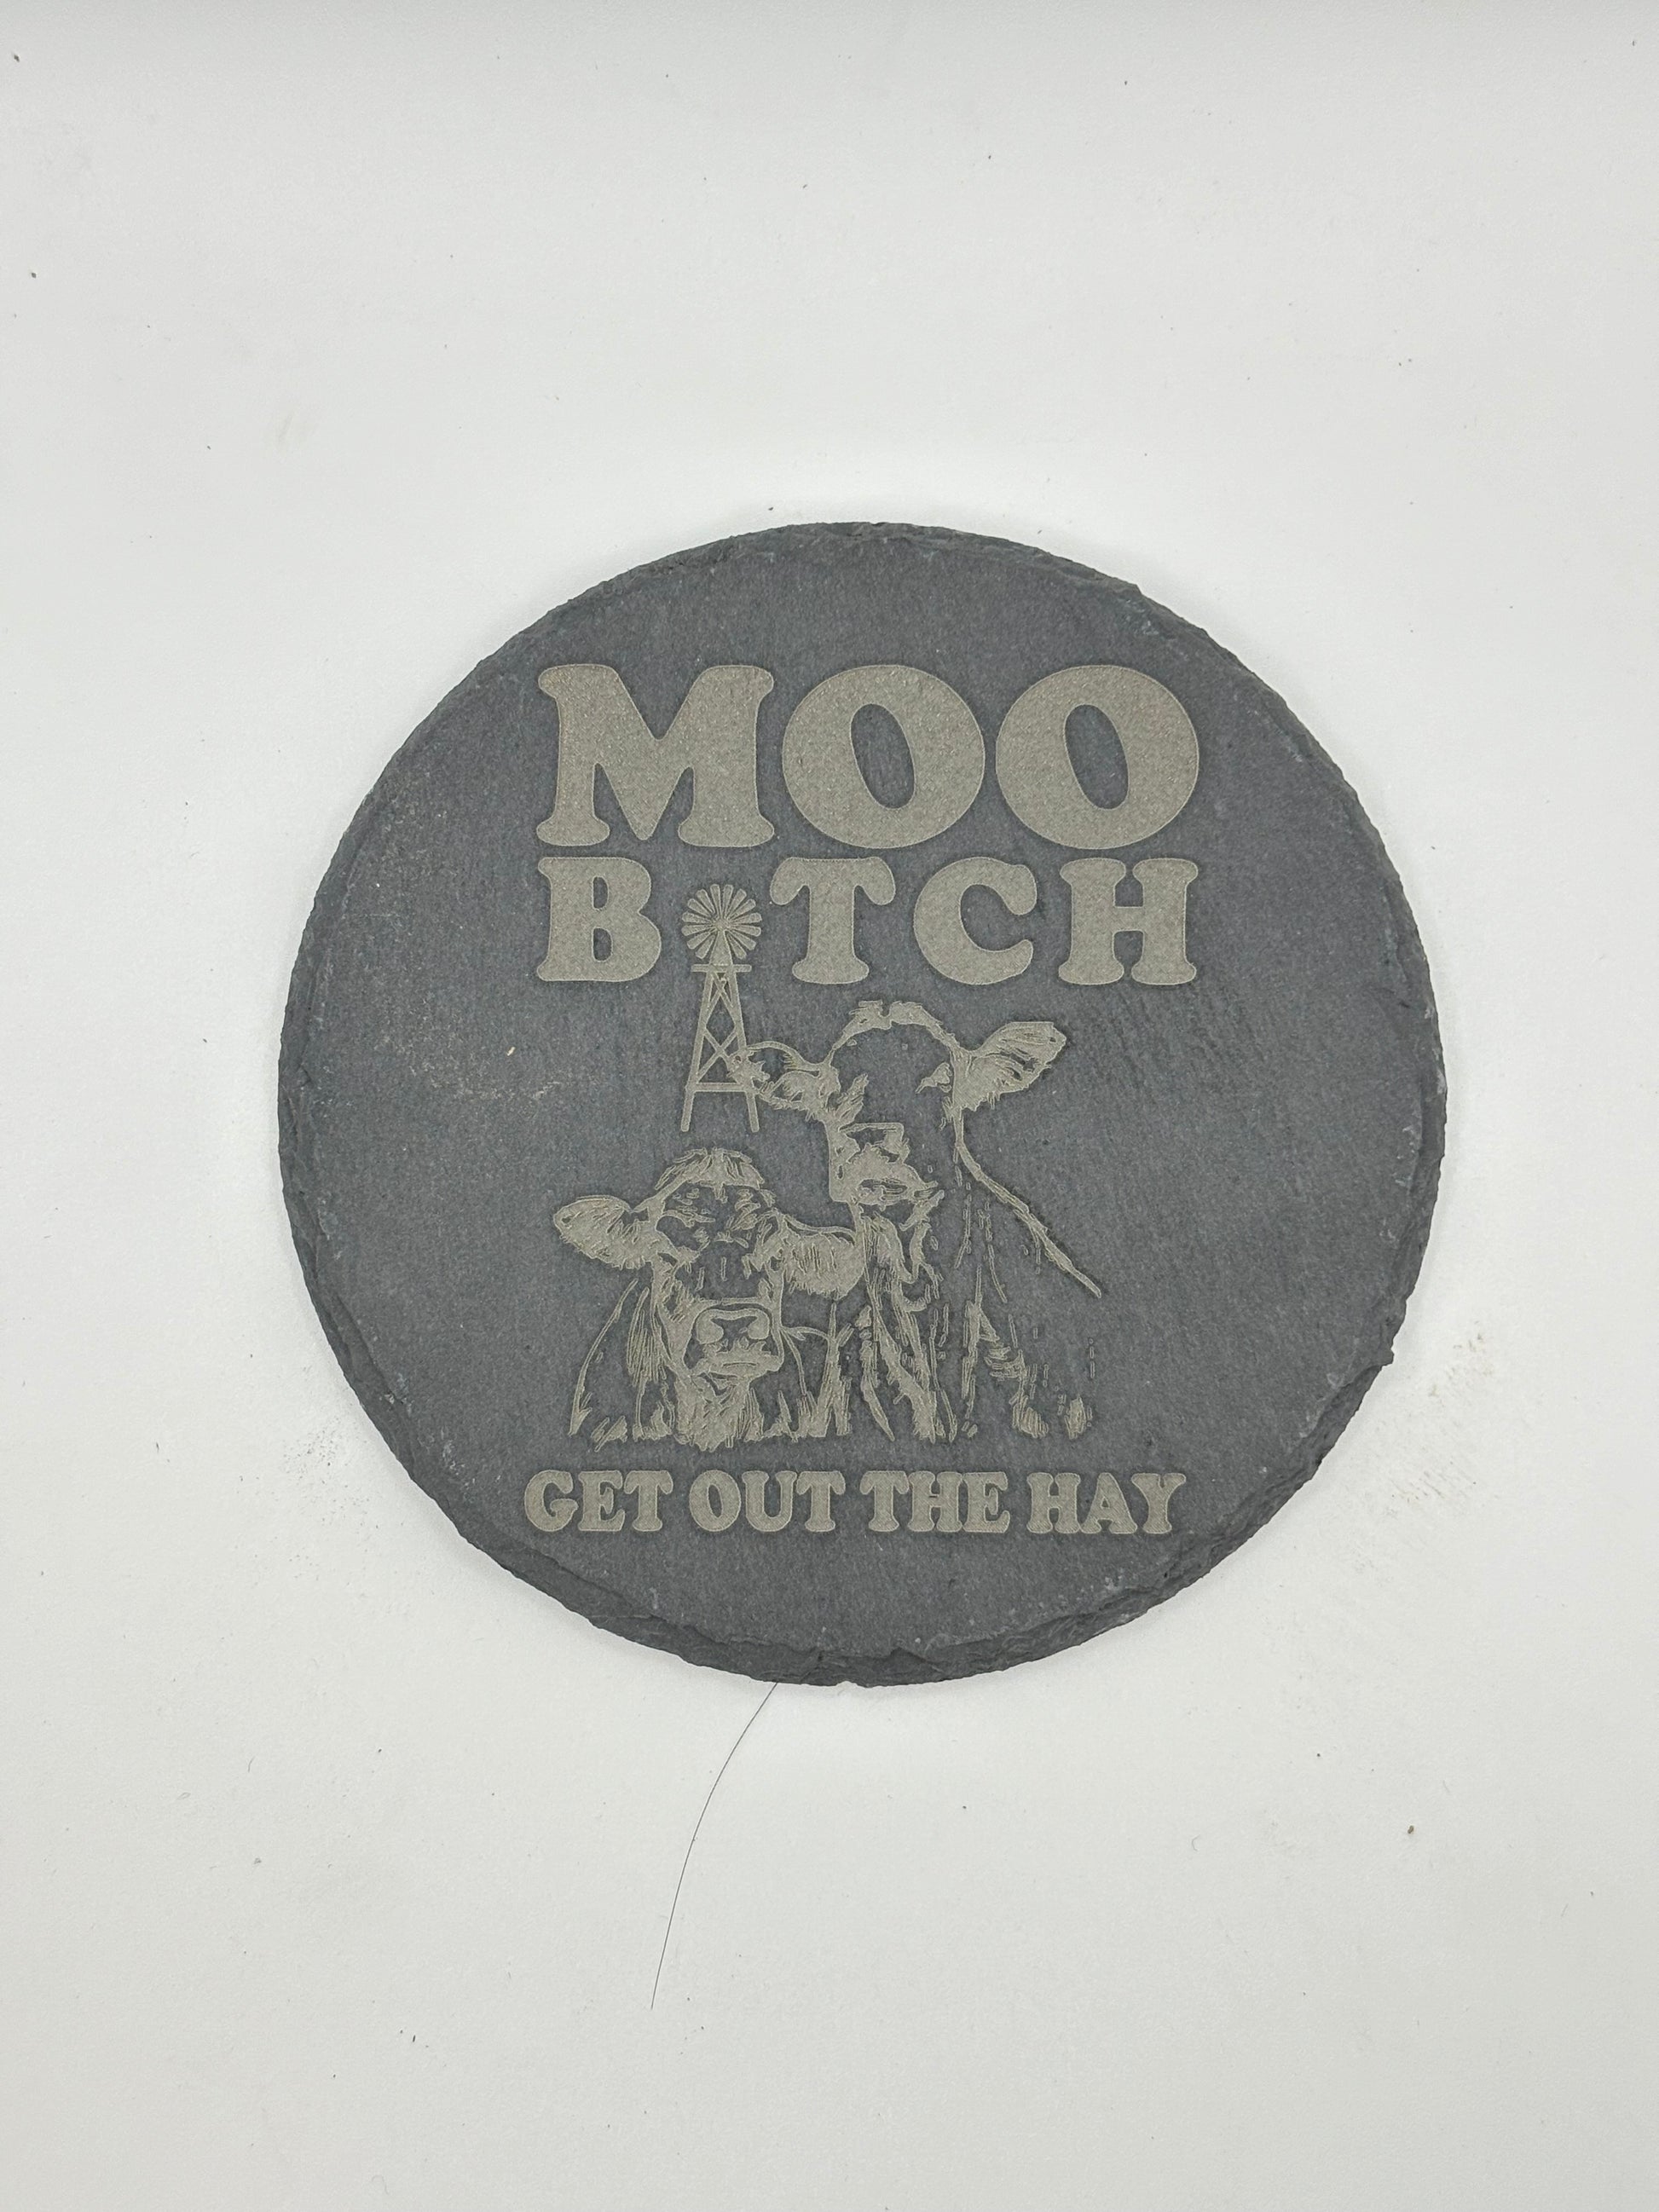 MOO
BITCH
GET OUT THE HAY